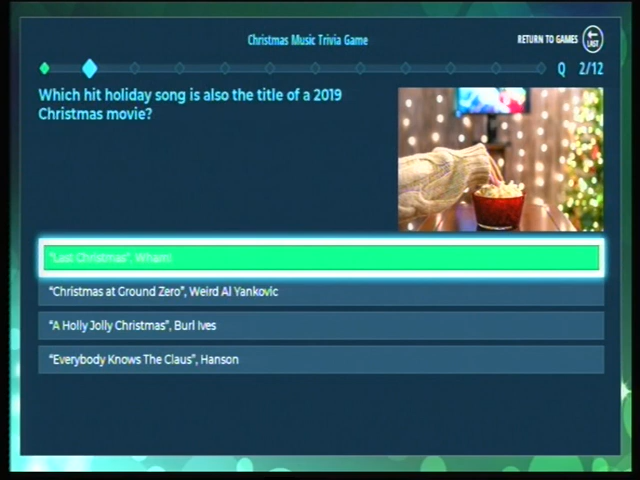 Christmas Music Trivia Game
RETURN TO GAMES
LAST
Q 2/12
Which hit holiday song is also the title of a 2019
Christmas movie?
"Last Christmas", Wham!
"Christmas at Ground Zero", Weird Al Yankovic
"A Holly Jolly Christmas", Burl Ives
"Everybody Knows The Claus", Hanson